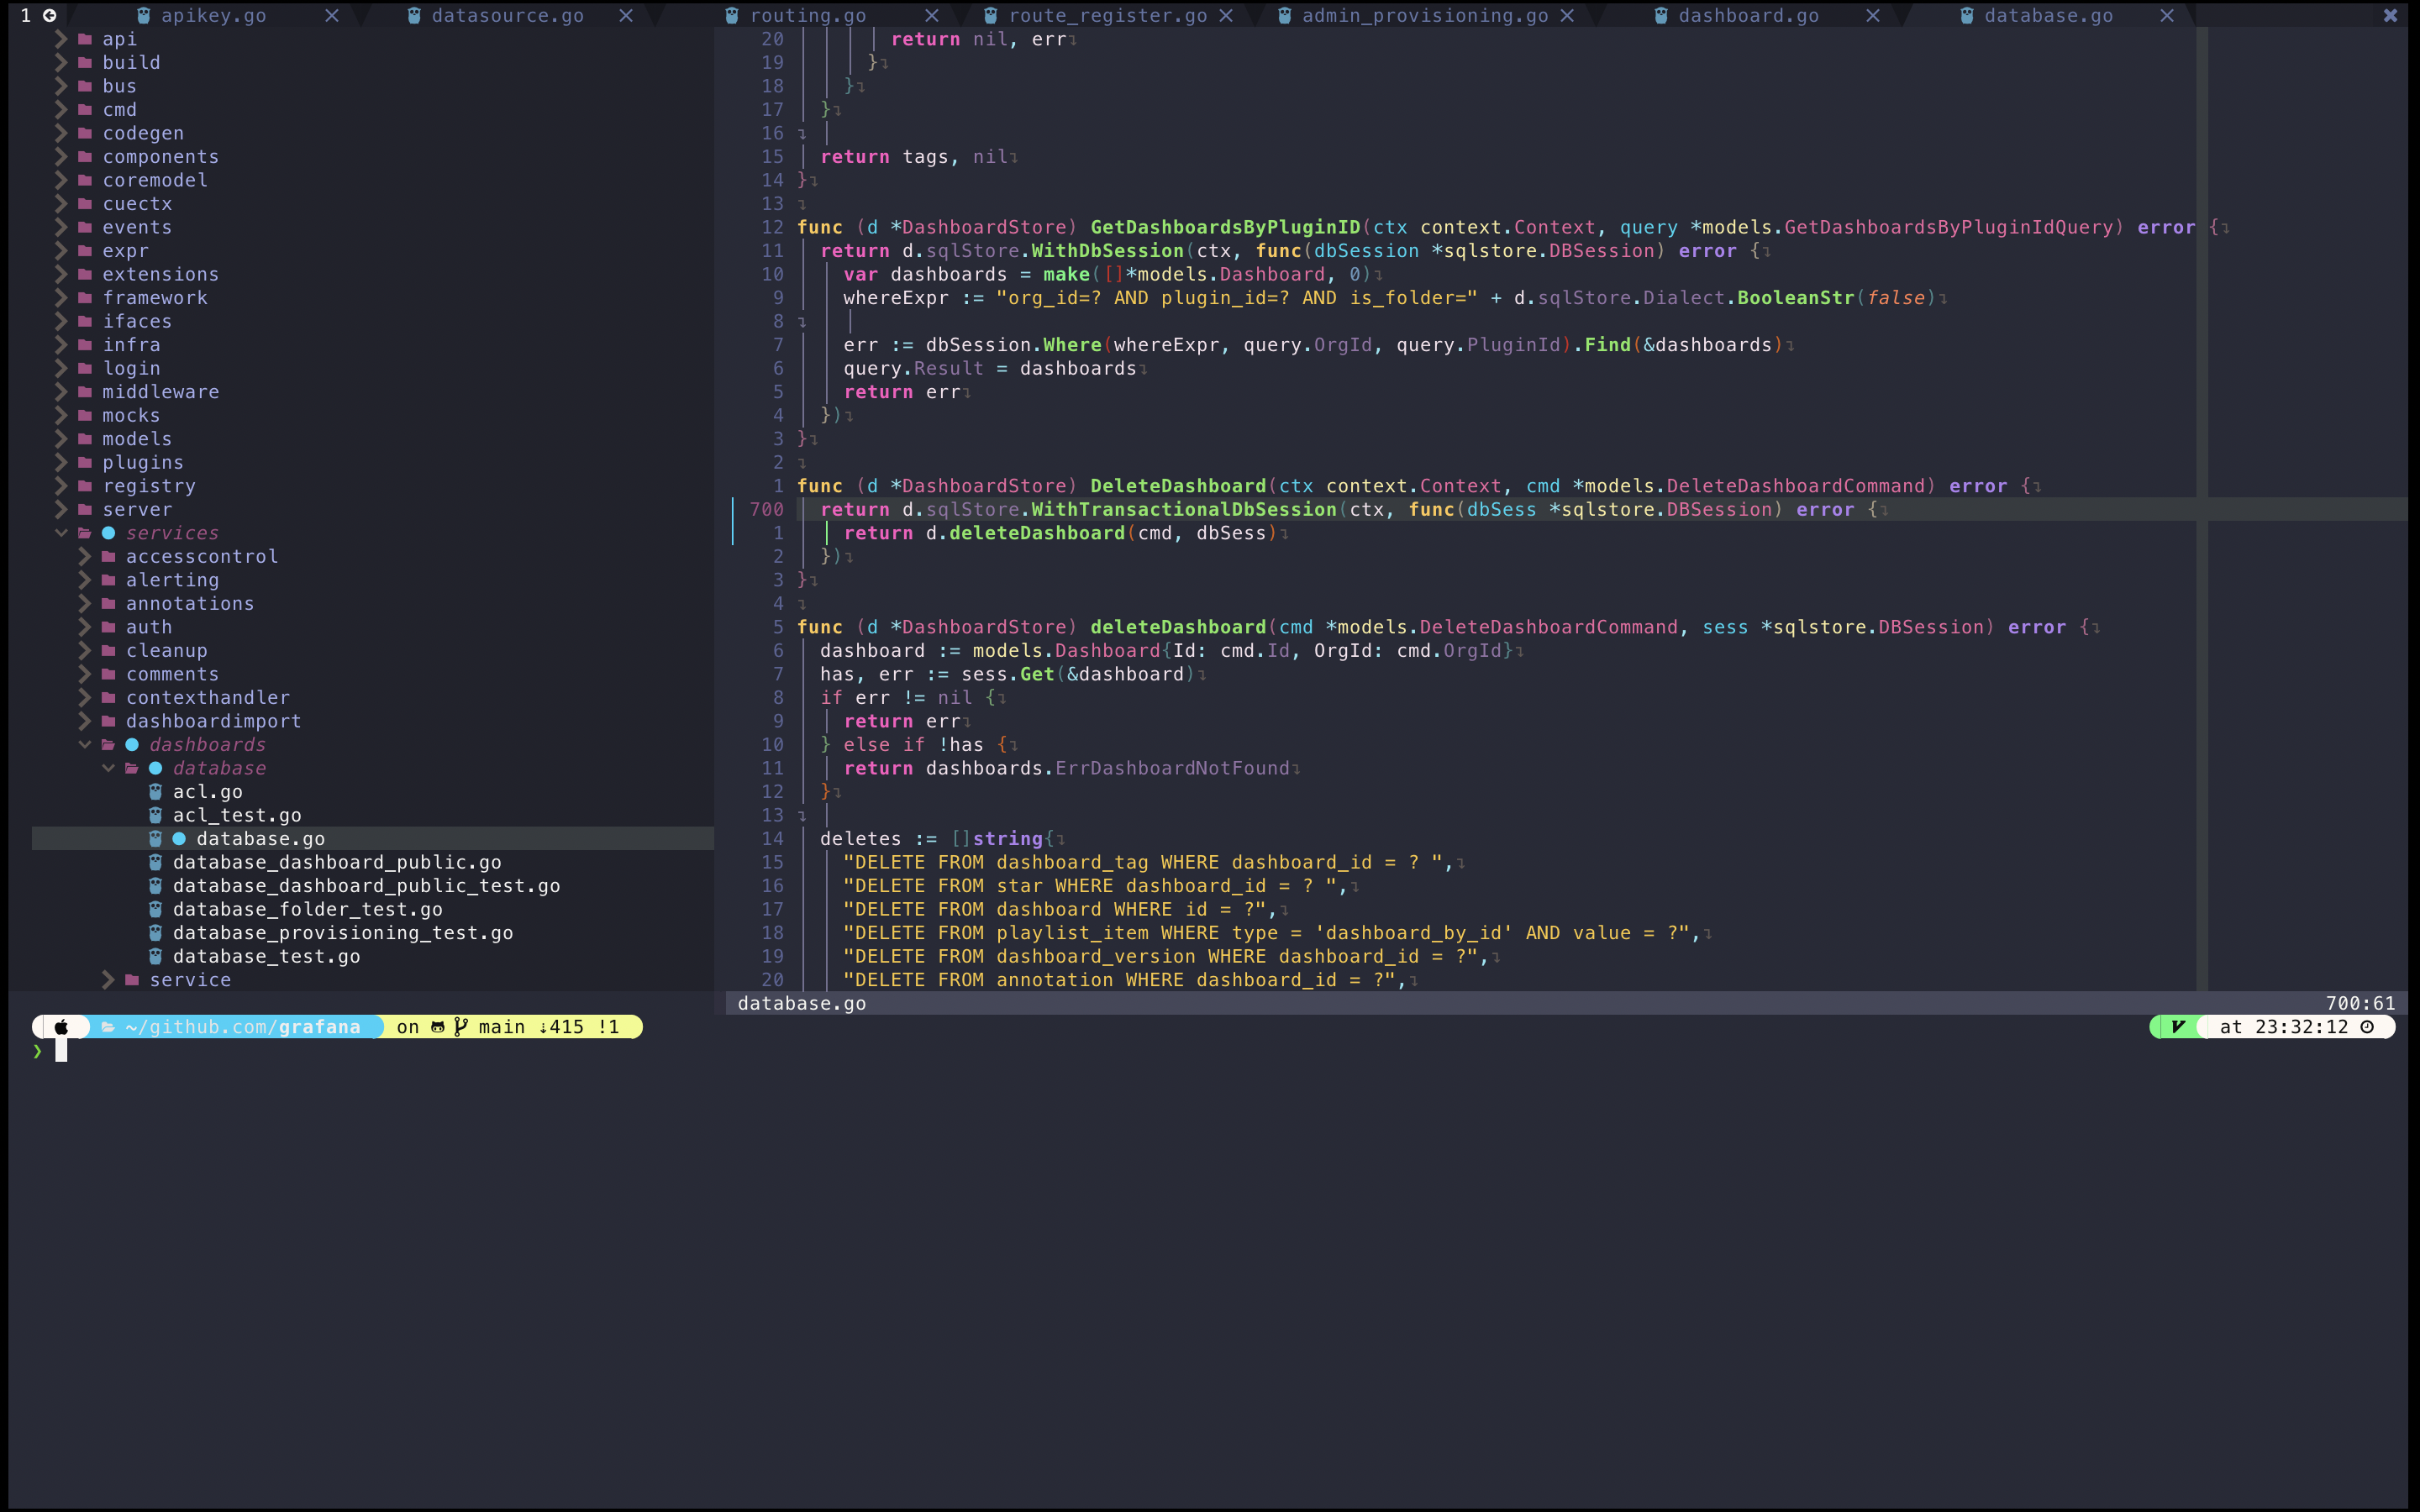 1 apikey.go datasource.go routing.go route_register.go admin_provisioning.go dashboard.go database.go
api
build
bus
cmd
codegen
components
coremodel
cuectx
events
expr
extensions
framework
ifaces
infra
login
middleware
mocks
models
plugins
registry
server
services
accesscontrol
alerting
annotations
auth
cleanup
comments
contexthandler
dashboardimport
dashboards
database
acl.go
acl_test.go
database.go
database_dashboard_public.go
database_dashboard_public_test.go
database_folder_test.go
database_provisioning_test.go
database_test.go
service
20 return nil, err
19 }
18 }
17 }
16
15 return tags, nil
14 }
13
12 func (d *DashboardStore) GetDashboardsByPluginID(ctx context.Context, query *models.GetDashboardsByPluginIdQuery) error {
11 return d.sqlStore.WithDbSession(ctx, func(dbSession *sqlstore.DBSession) error {
10 var dashboards = make([]*models.Dashboard, 0)
9 whereExpr := "org_id=? AND plugin_id=? AND is_folder=" + d.sqlStore.Dialect.BooleanStr(false)
8
7 err := dbSession.Where(whereExpr, query.OrgId, query.PluginId).Find(&dashboards)
6 query.Result = dashboards
5 return err
4 })
3 }
2
1 func (d *DashboardStore) DeleteDashboard(ctx context.Context, cmd *models.DeleteDashboardCommand) error {
700 return d.sqlStore.WithTransactionalDbSession(ctx, func(dbSess *sqlstore.DBSession) error {
1 return d.deleteDashboard(cmd, dbSess)
2 })
3 }
4
5 func (d *DashboardStore) deleteDashboard(cmd *models.DeleteDashboardCommand, sess *sqlstore.DBSession) error {
6 dashboard := models.Dashboard{Id: cmd.Id, OrgId: cmd.OrgId}
7 has, err := sess.Get(&dashboard)
8 if err != nil {
9 return err
10 } else if !has {
11 return dashboards.ErrDashboardNotFound
12 }
13
14 deletes := []string{
15 "DELETE FROM dashboard_tag WHERE dashboard_id = ? ",
16 "DELETE FROM star WHERE dashboard_id = ? ",
17 "DELETE FROM dashboard WHERE id = ?",
18 "DELETE FROM playlist_item WHERE type = 'dashboard_by_id' AND value = ?",
19 "DELETE FROM dashboard_version WHERE dashboard_id = ?",
20 "DELETE FROM annotation WHERE dashboard_id = ?",
database.go 700:61
~/github.com/grafana on main ⇣415 !1 at 23:32:12
❯